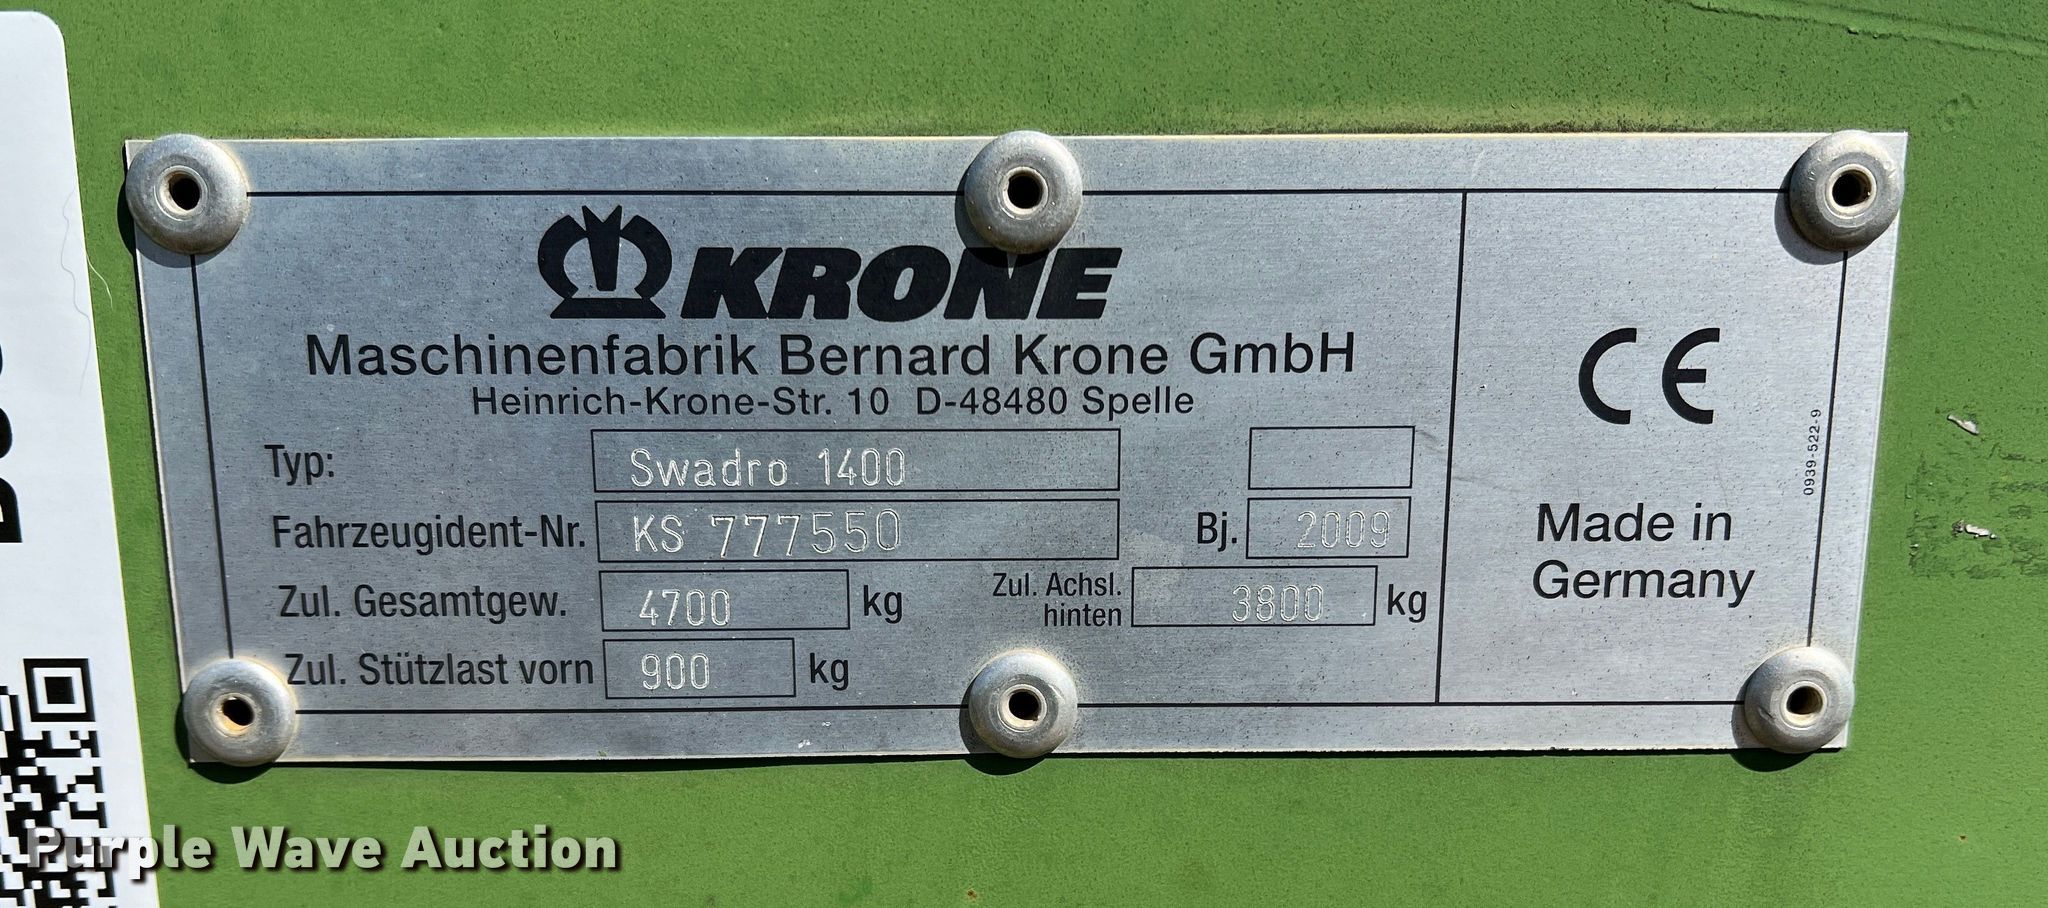 KRONE
Maschinenfabrik Bernard Krone GmbH
Heinrich-Krone-Str. 10 D-48480 Spelle
Typ: Swadro 1400
Fahrzeugident-Nr. KS 777550 Bj. 2009
Zul. Gesamtgew. 4700 kg Zul. Achsl. hinten 3800 kg
Zul. Stützlast vorn 900 kg
CE
0939-522-9
Made in
Germany
Purple Wave Auction